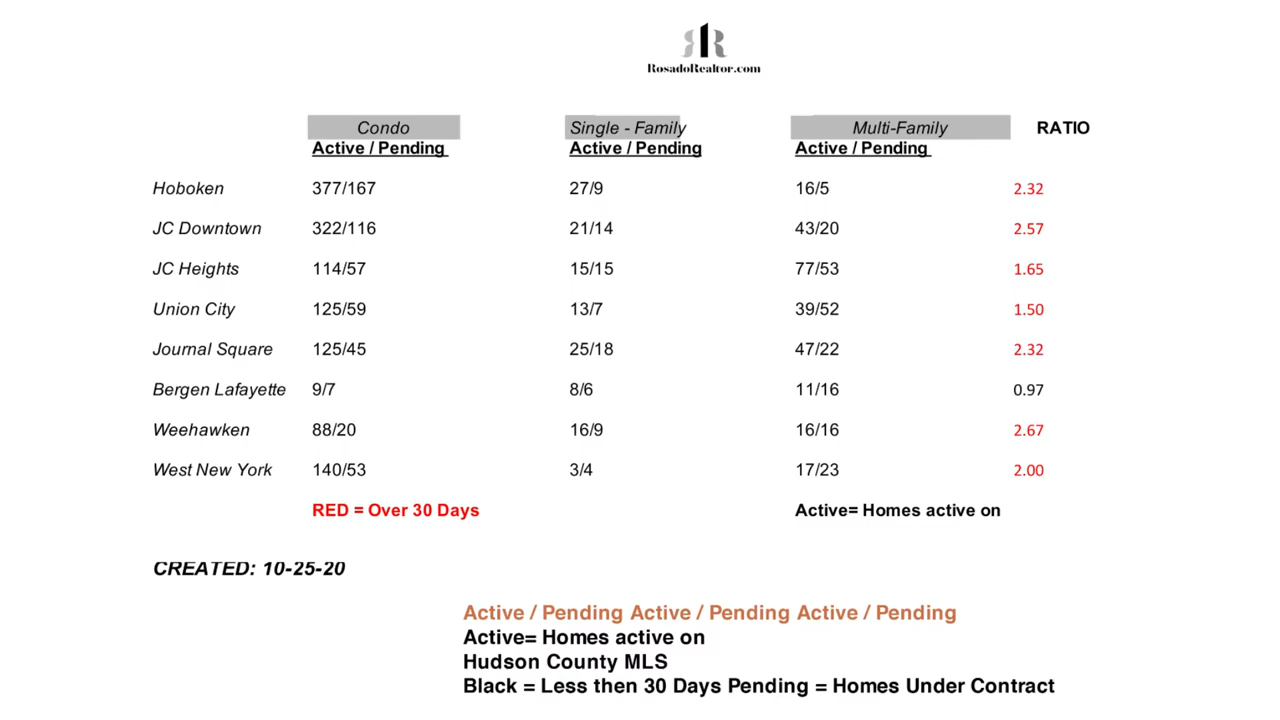 RosadoRealtor.com
Condo Single - Family Multi-Family RATIO
Active / Pending Active / Pending Active / Pending
Hoboken 377/167 27/9 16/5 2.32
JC Downtown 322/116 21/14 43/20 2.57
JC Heights 114/57 15/15 77/53 1.65
Union City 125/59 13/7 39/52 1.50
Journal Square 125/45 25/18 47/22 2.32
Bergen Lafayette 9/7 8/6 11/16 0.97
Weehawken 88/20 16/9 16/16 2.67
West New York 140/53 3/4 17/23 2.00
RED = Over 30 Days Active= Homes active on
CREATED: 10-25-20
Active / Pending Active / Pending Active / Pending
Active= Homes active on
Hudson County MLS
Black = Less then 30 Days Pending = Homes Under Contract